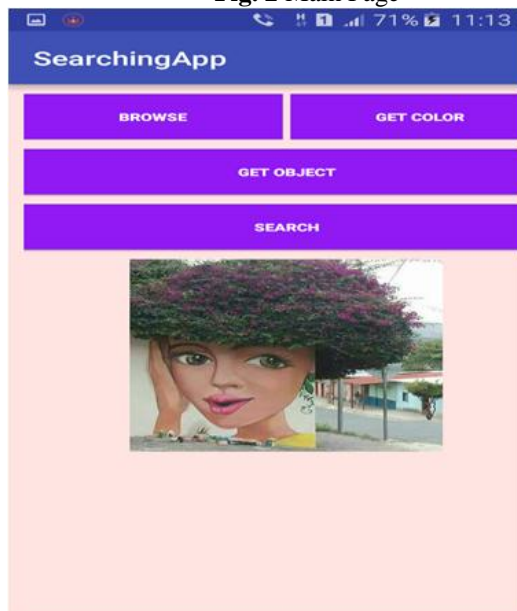 Fig. 2 Main Page
71% 11:13
SearchingApp
BROWSE GET COLOR
GET OBJECT
SEARCH